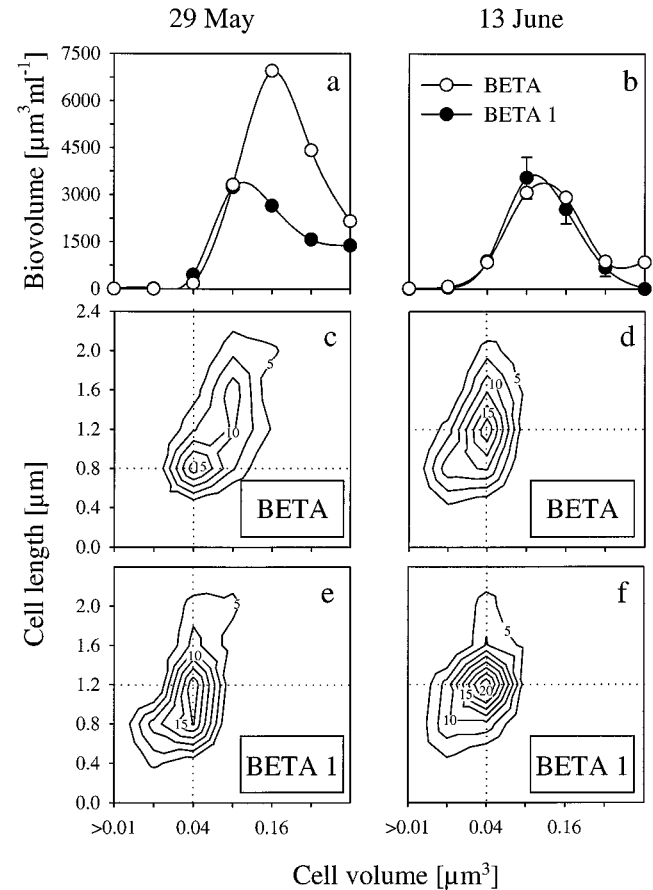 29 May
13 June
Biovolume [µm³ml⁻¹]
7500
6000
4500
3000
1500
0
a
b
BETA
BETA 1
Cell length [µm]
2.4
2.0
1.6
1.2
0.8
0.4
0.0
c
5
10
15
BETA
d
5
10
15
BETA
2.0
1.6
1.2
0.8
0.4
0.0
e
5
10
15
BETA 1
f
5
15
20
10
BETA 1
>0.01
0.04
0.16
>0.01
0.04
0.16
Cell volume [µm³]